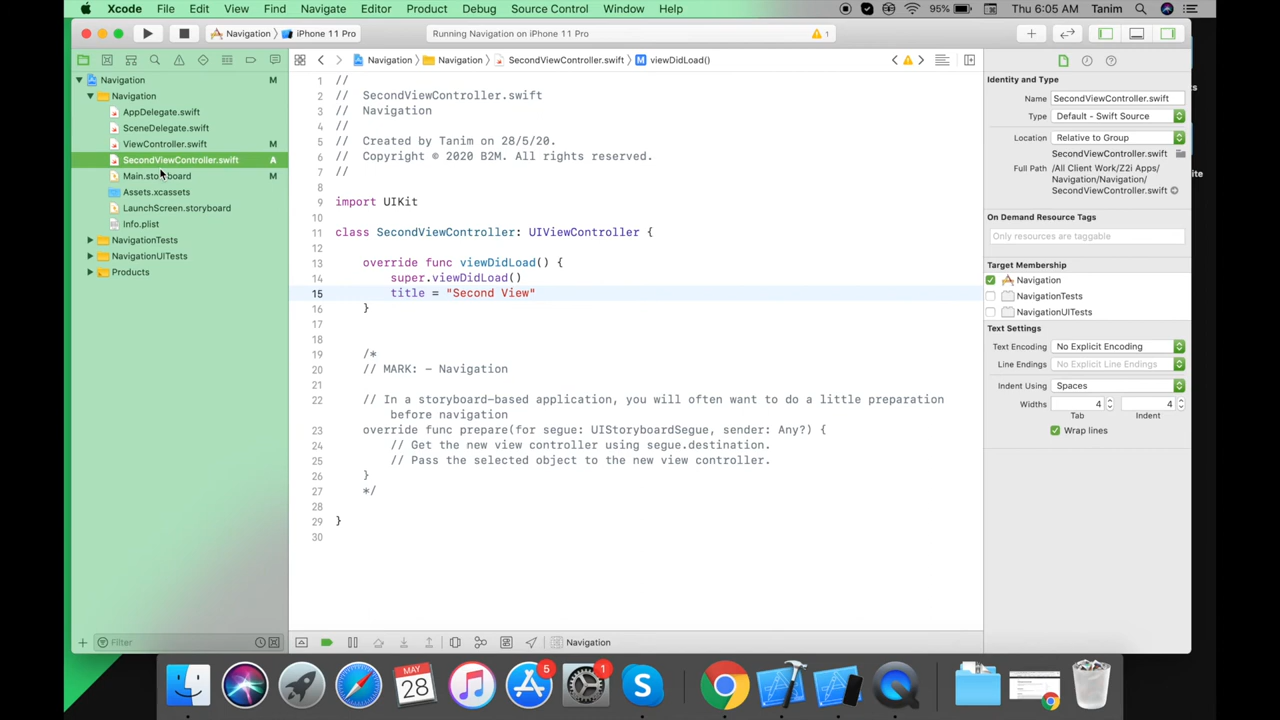 Xcode File Edit View Find Navigate Editor Product Debug Source Control Window Help 95% Thu 6:05 AM Tanim
Navigation iPhone 11 Pro Running Navigation on iPhone 11 Pro 1
Navigation Navigation SecondViewController.swift M viewDidLoad()
Navigation M
Navigation
AppDelegate.swift
SceneDelegate.swift
ViewController.swift M
SecondViewController.swift A
Main.storyboard M
Assets.xcassets
LaunchScreen.storyboard
Info.plist
NavigationTests
NavigationUITests
Products
Filter
1 //
2 // SecondViewController.swift
3 // Navigation
4 //
5 // Created by Tanim on 28/5/20.
6 // Copyright © 2020 B2M. All rights reserved.
7 //
8
9 import UIKit
10
11 class SecondViewController: UIViewController {
12
13 override func viewDidLoad() {
14 super.viewDidLoad()
15 title = "Second View"
16 }
17
18
19 /*
20 // MARK: - Navigation
21
22 // In a storyboard-based application, you will often want to do a little preparation
before navigation
23 override func prepare(for segue: UIStoryboardSegue, sender: Any?) {
24 // Get the new view controller using segue.destination.
25 // Pass the selected object to the new view controller.
26 }
27 */
28
29 }
30
Navigation
Identity and Type
Name SecondViewController.swift
Type Default - Swift Source
Location Relative to Group
SecondViewController.swift
Full Path /All Client Work/Z2i Apps/
Navigation/Navigation/
SecondViewController.swift
On Demand Resource Tags
Only resources are taggable
Target Membership
Navigation
NavigationTests
NavigationUITests
Text Settings
Text Encoding No Explicit Encoding
Line Endings No Explicit Line Endings
Indent Using Spaces
Widths 4 4
Tab Indent
Wrap lines
MAY
28
5
1